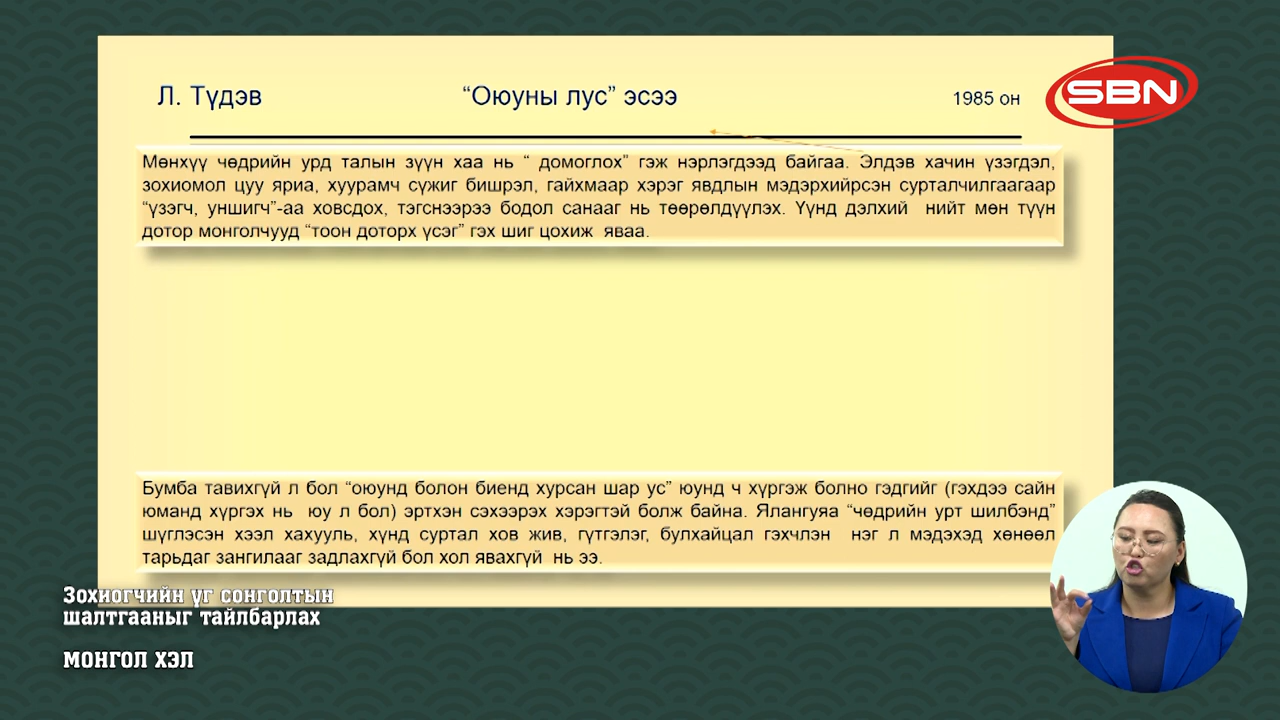 Л. Түдэв “Оюуны лус” эсээ 1985 он
SBN
Мөнхүү чөдрийн урд талын зүүн хаа нь “ домоглох” гэж нэрлэгдээд байгаа. Элдэв хачин үзэгдэл,
зохиомол цуу яриа, хуурамч сүжиг бишрэл, гайхмаар хэрэг явдлын мэдэрхийрсэн сурталчилгаагаар
“үзэгч, уншигч”-аа ховсдох, тэгснээрээ бодол санааг нь төөрөлдүүлэх. Үүнд дэлхий нийт мөн түүн
дотор монголчууд “тоон доторх үсэг” гэх шиг цохиж яваа.
Бумба тавихгүй л бол “оюунд болон биенд хурсан шар ус” юунд ч хүргэж болно гэдгийг (гэхдээ сайн
юманд хүргэх нь юу л бол) эртхэн сэхээрэх хэрэгтэй болж байна. Ялангуяа “чөдрийн урт шилбэнд”
шүглэсэн хээл хахууль, хүнд суртал хов жив, гүтгэлэг, булхайцал гэхчлэн нэг л мэдэхэд хөнөөл
тарьдаг зангилааг задлахгүй бол хол явахгүй нь ээ.
Зохиогчийн үг сонголтын
шалтгааныг тайлбарлах
МОНГОЛ ХЭЛ